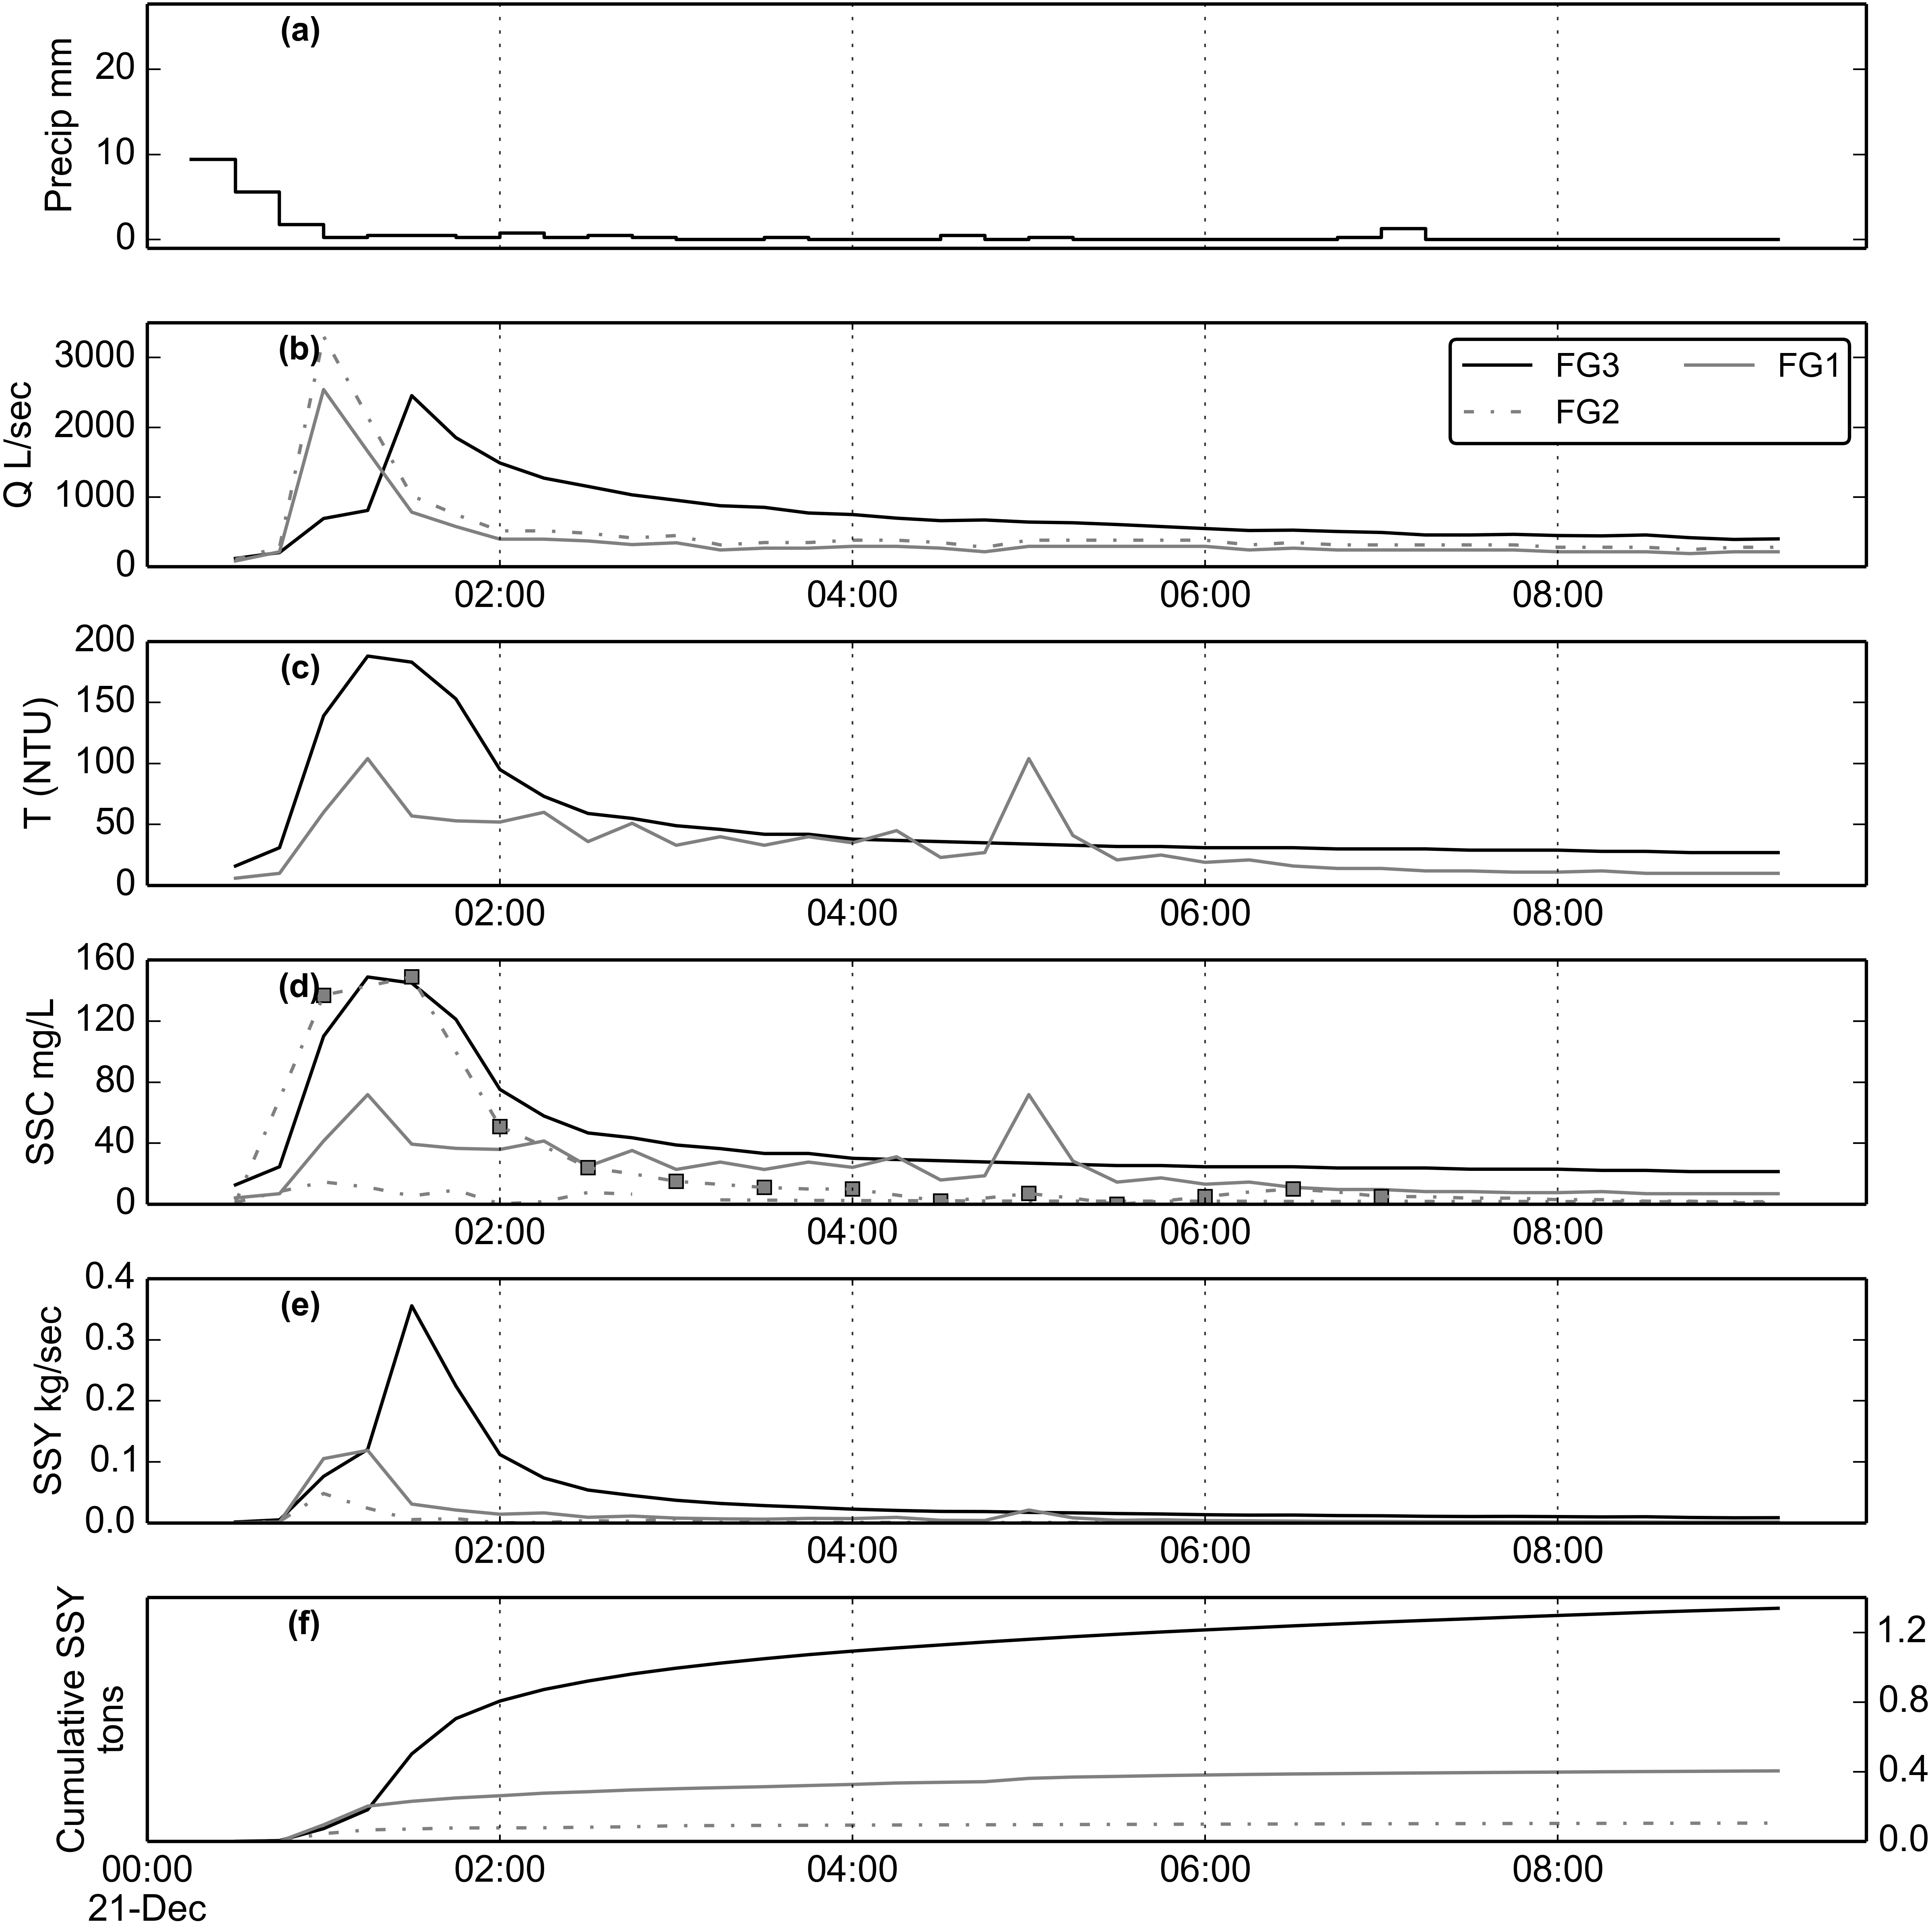 (a)
Precip mm
20
10
0
(b)
Q L/sec
3000
2000
1000
0
FG3
FG1
FG2
02:00 04:00 06:00 08:00
(c)
T (NTU)
200
150
100
50
0
02:00 04:00 06:00 08:00
(d)
SSC mg/L
160
120
80
40
0
02:00 04:00 06:00 08:00
(e)
SSY kg/sec
0.4
0.3
0.2
0.1
0.0
02:00 04:00 06:00 08:00
(f)
Cumulative SSY
tons
1.2
0.8
0.4
0.0
00:00 02:00 04:00 06:00 08:00
21-Dec